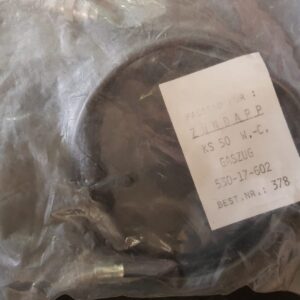 PASSEND FÜR :
ZÜNDAPP
KS 50 W.-C.
GASZUG
530-17-602
BEST.NR.: 378